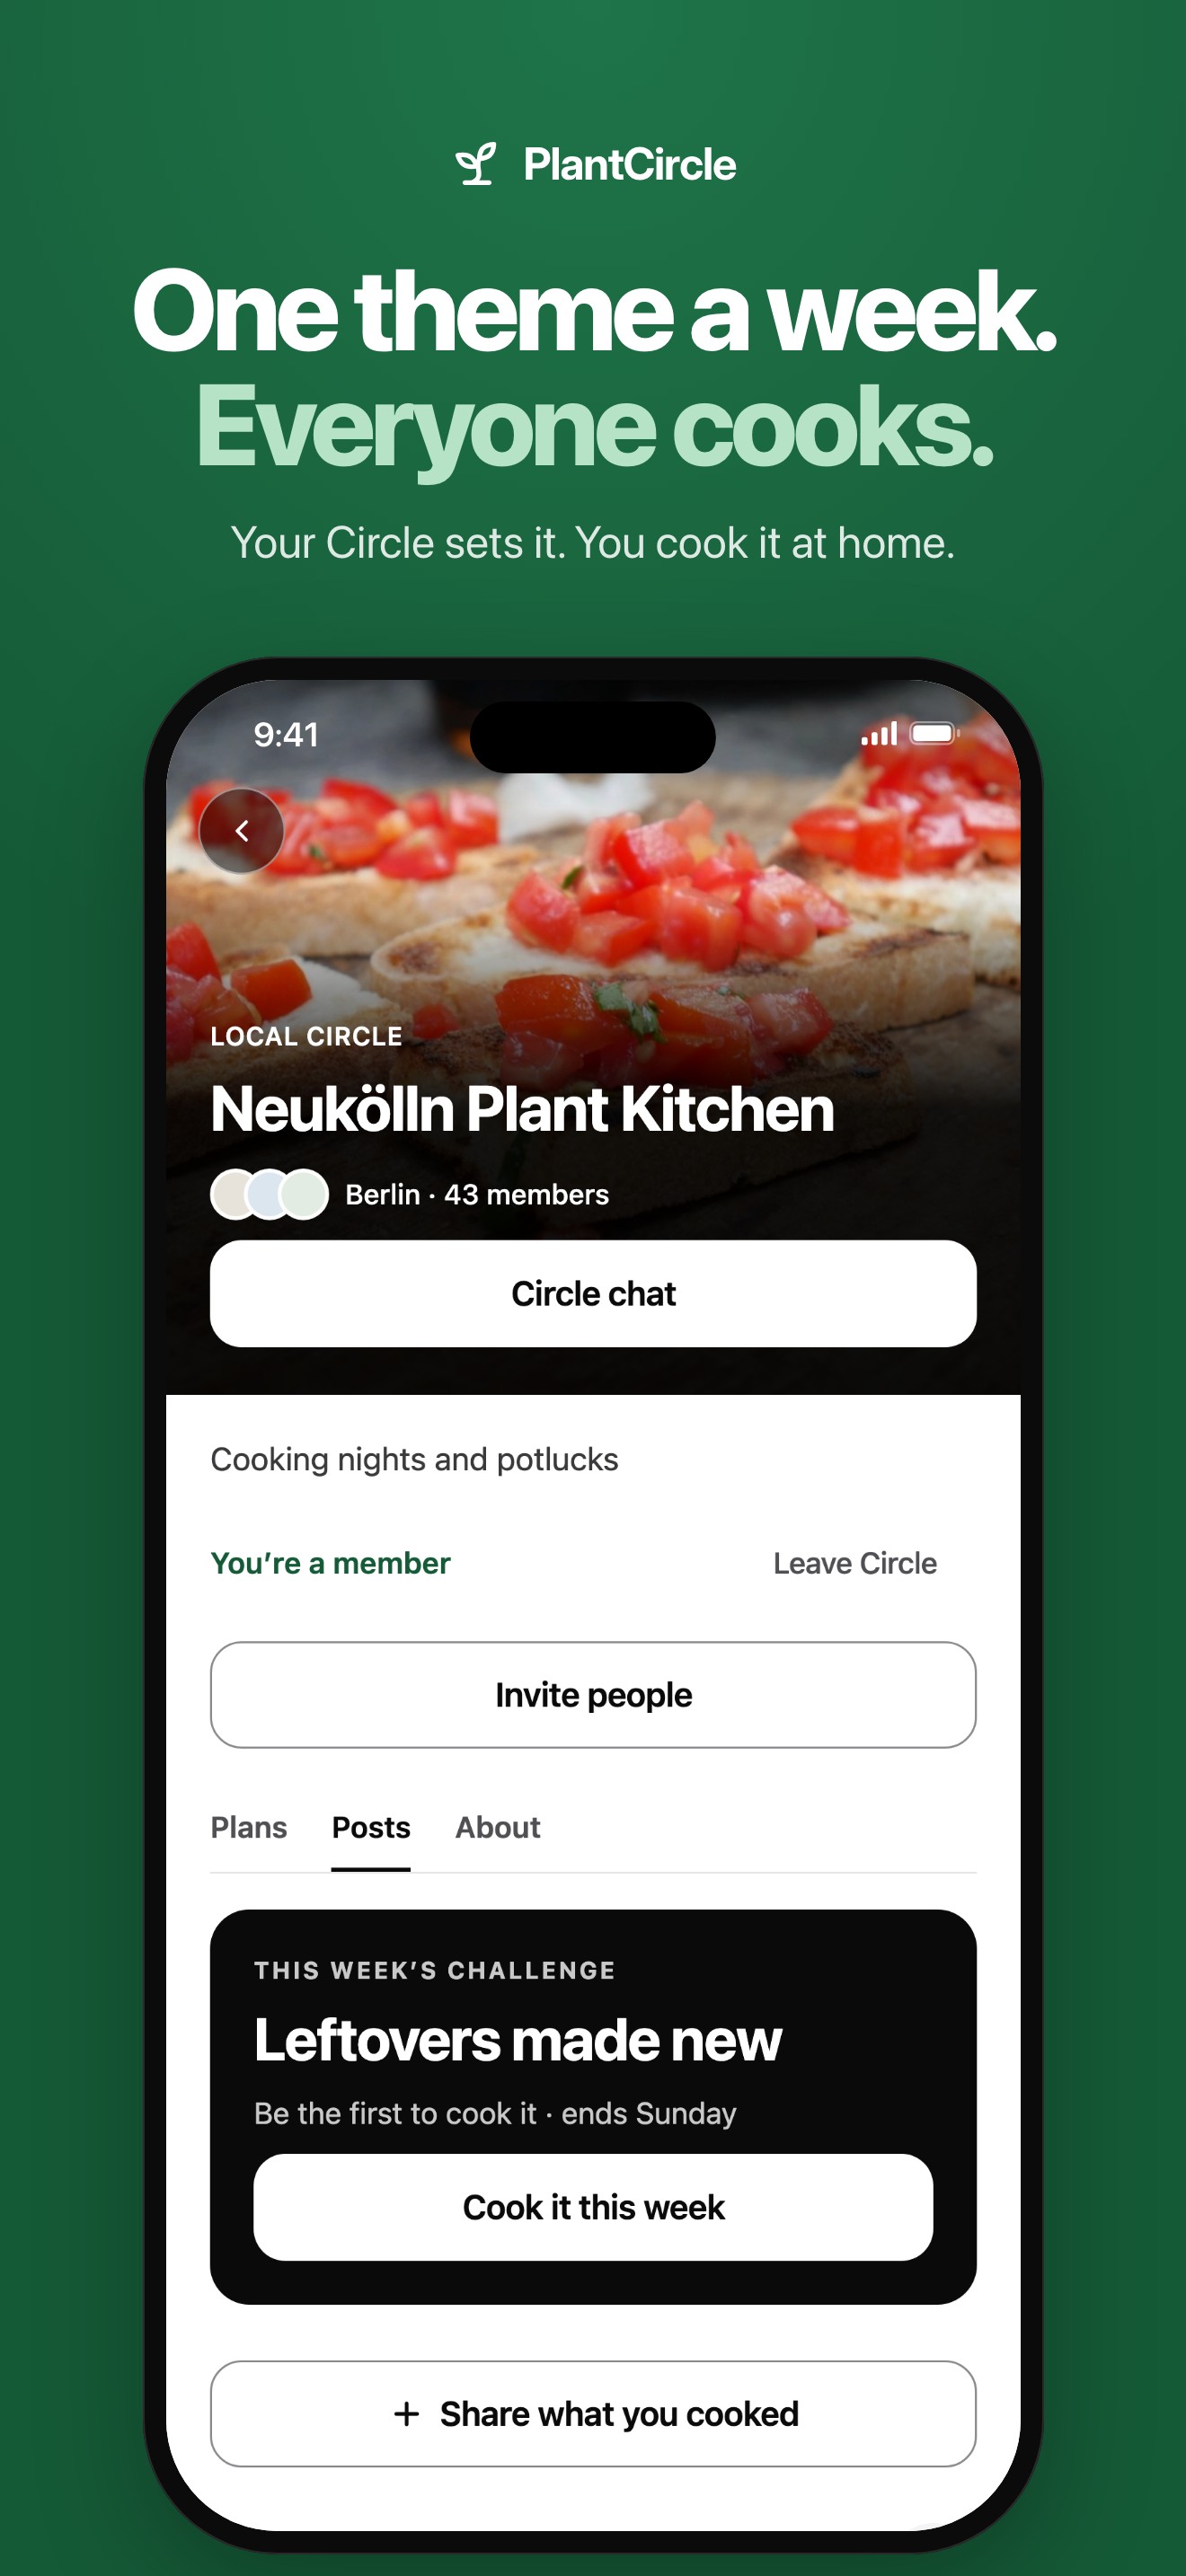 PlantCircle
One theme a week.
Everyone cooks.
Your Circle sets it. You cook it at home.
9:41
LOCAL CIRCLE
Neukölln Plant Kitchen
Berlin · 43 members
Circle chat
Cooking nights and potlucks
You’re a member
Leave Circle
Invite people
Plans
Posts
About
THIS WEEK’S CHALLENGE
Leftovers made new
Be the first to cook it · ends Sunday
Cook it this week
+ Share what you cooked